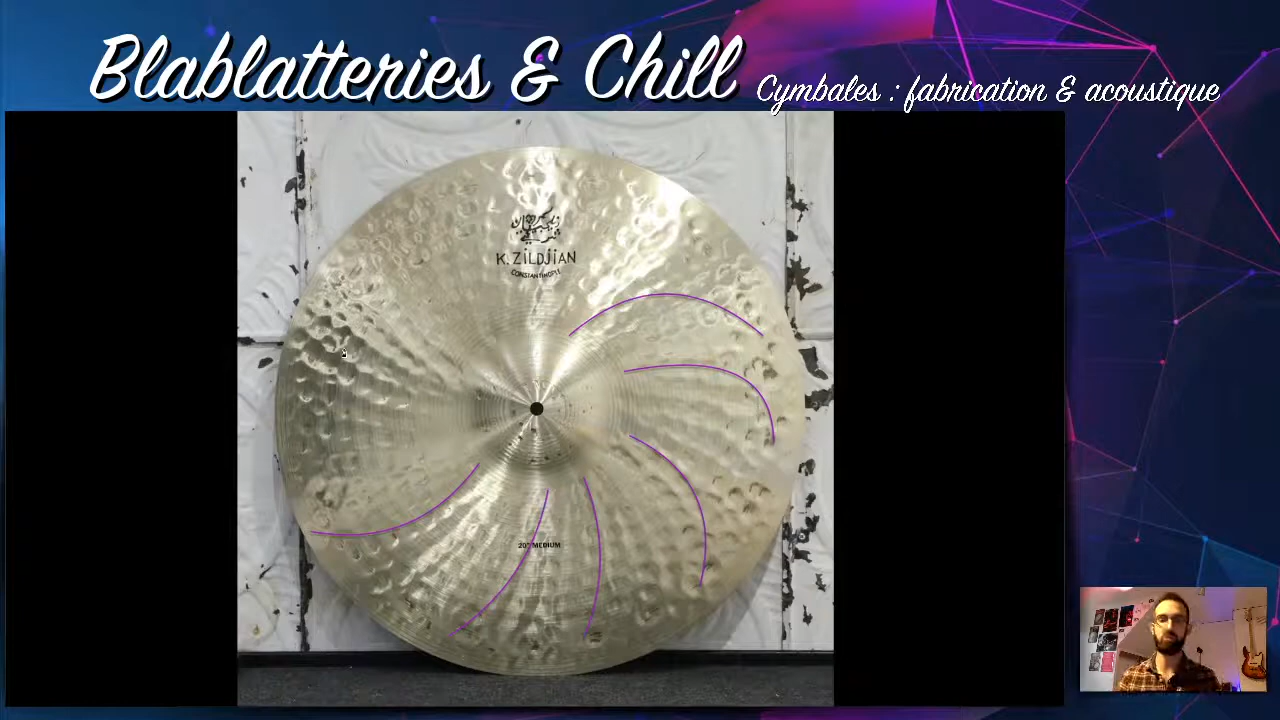 Blablatteries & Chill
Cymbales : fabrication & acoustique
K. ZILDJIAN
CONSTANTINOPLE
20" MEDIUM